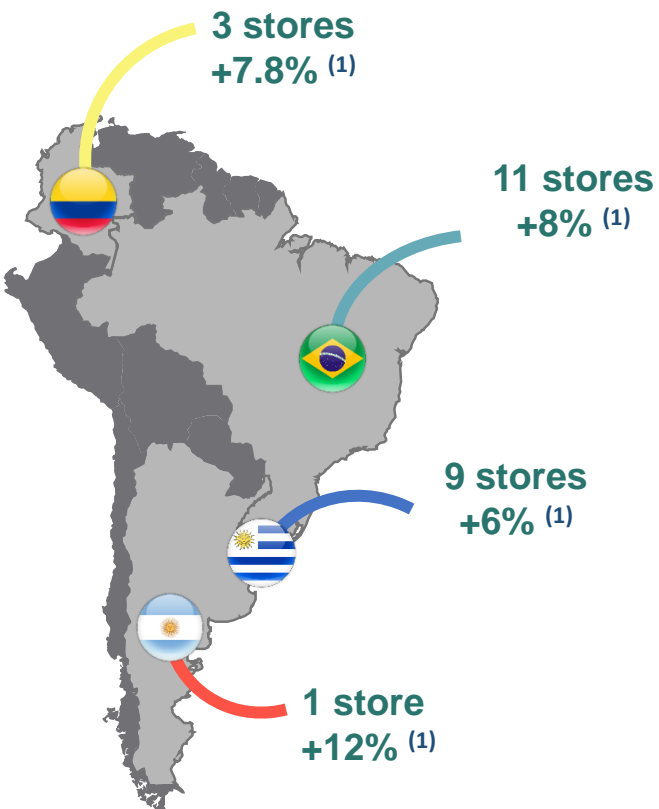 3 stores
+7.8% (1)
11 stores
+8% (1)
9 stores
+6% (1)
1 store
+12% (1)